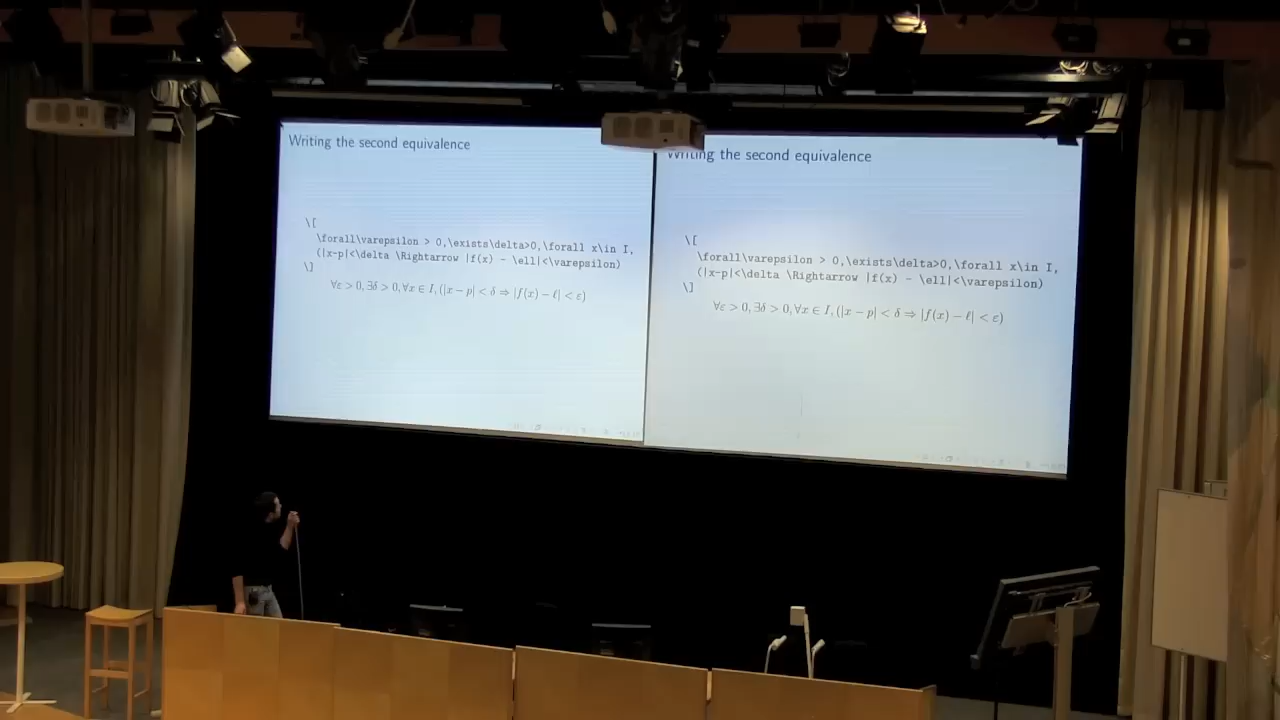 Writing the second equivalence
\[
\forall\varepsilon > 0,\exists\delta>0,\forall x\in I,
(|x-p|<\delta \Rightarrow |f(x) - \ell|<\varepsilon)
\]
∀ε > 0, ∃δ > 0, ∀x ∈ I, (|x − p| < δ ⇒ |f(x) − ℓ| < ε)
Writing the second equivalence
\[
\forall\varepsilon > 0,\exists\delta>0,\forall x\in I,
(|x-p|<\delta \Rightarrow |f(x) - \ell|<\varepsilon)
\]
∀ε > 0, ∃δ > 0, ∀x ∈ I, (|x − p| < δ ⇒ |f(x) − ℓ| < ε)